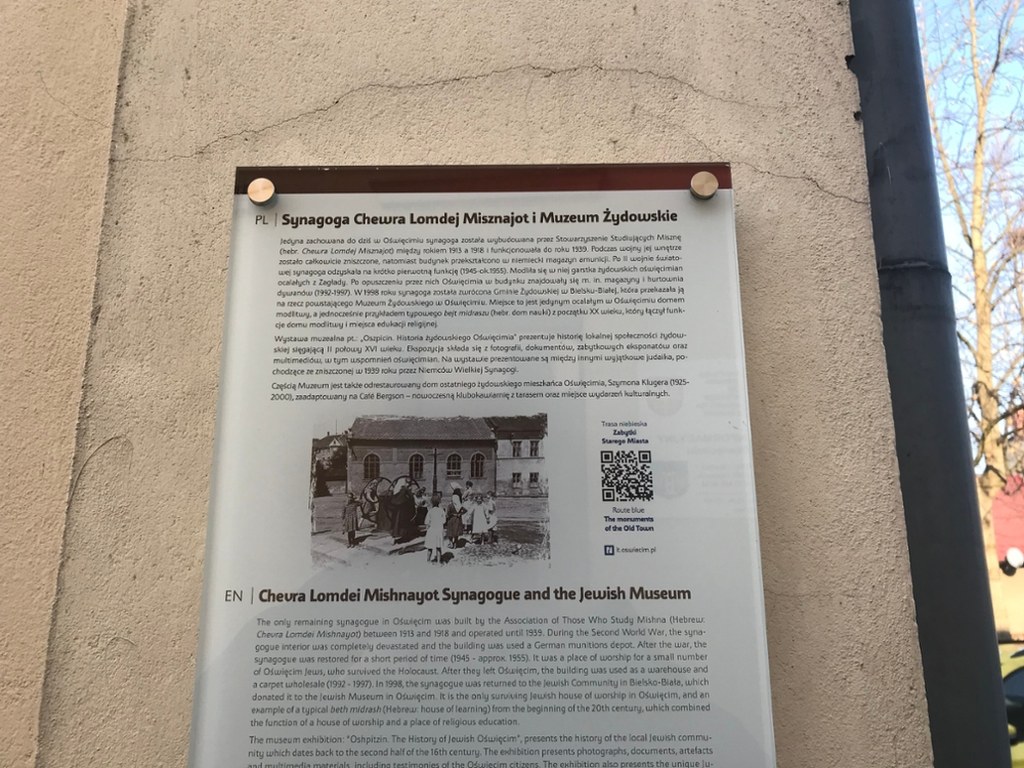 PL | Synagoga Chewra Lomdej Misznajot i Muzeum Żydowskie
Jedyna zachowana do dziś w Oświęcimiu synagoga została wybudowana przez Stowarzyszenie Studiujących Misznę
(hebr. Chewra Lomdej Misznajot) między rokiem 1913 a 1918 i funkcjonowała do roku 1939. Podczas wojny jej wnętrze
zostało całkowicie zniszczone, natomiast budynek przekształcono w niemiecki magazyn amunicji. Po II wojnie świato-
wej synagoga odzyskała na krótko pierwotną funkcję (1945-ok.1955). Modliła się w niej garstka żydowskich oświęcimian
ocalałych z Zagłady. Po opuszczeniu przez nich Oświęcimia w budynku znajdowały się m. in. magazyny i hurtownia
dywanów (1992-1997). W 1998 roku synagoga została zwrócona Gminie Żydowskiej w Bielsku-Białej, która przekazała ją
na rzecz powstającego Muzeum Żydowskiego w Oświęcimiu. Miejsce to jest jedynym ocalałym w Oświęcimiu domem
modlitwy, a jednocześnie przykładem typowego bejt midraszu (hebr. dom nauki) z początku XX wieku, który łączył funk-
cje domu modlitwy i miejsca edukacji religijnej.
Wystawa muzealna pt.: „Oszpicin. Historia żydowskiego Oświęcimia” prezentuje historię lokalnej społeczności żydow-
skiej sięgającą II połowy XVI wieku. Ekspozycja składa się z fotografii, dokumentów, zabytkowych eksponatów oraz
multimediów, w tym wspomnień oświęcimian. Na wystawie prezentowane są między innymi wyjątkowe judaika, po-
chodzące ze zniszczonej w 1939 roku przez Niemców Wielkiej Synagogi.
Częścią Muzeum jest także odrestaurowany dom ostatniego żydowskiego mieszkańca Oświęcimia, Szymona Klugera (1925-
2000), zaadaptowany na Café Bergson – nowoczesną klubokawiarnię z tarasem oraz miejsce wydarzeń kulturalnych.
Trasa niebieska
Zabytki
Starego Miasta
Route blue
The monuments
of the Old Town
it.oswiecim.pl
EN | Chevra Lomdei Mishnayot Synagogue and the Jewish Museum
The only remaining synagogue in Oświęcim was built by the Association of Those Who Study Mishna (Hebrew:
Chevra Lomdei Mishnayot) between 1913 and 1918 and operated until 1939. During the Second World War, the syna-
gogue interior was completely devastated and the building was used a German munitions depot. After the war, the
synagogue was restored for a short period of time (1945 - approx. 1955). It was a place of worship for a small number
of Oświęcim Jews, who survived the Holocaust. After they left Oświęcim, the building was used as a warehouse and
a carpet wholesale (1992 - 1997). In 1998, the synagogue was returned to the Jewish Community in Bielsko-Biała, which
donated it to the Jewish Museum in Oświęcim. It is the only surviving Jewish house of worship in Oświęcim, and an
example of a typical beth midrash (Hebrew: house of learning) from the beginning of the 20th century, which combined
the function of a house of worship and a place of religious education.
The museum exhibition: "Oshpitzin. The History of Jewish Oświęcim", presents the history of the local Jewish commu-
nity which dates back to the second half of the 16th century. The exhibition presents photographs, documents, artefacts
and multimedia materials, including testimonies of the Oświęcim citizens. The exhibition also presents the unique Ju-